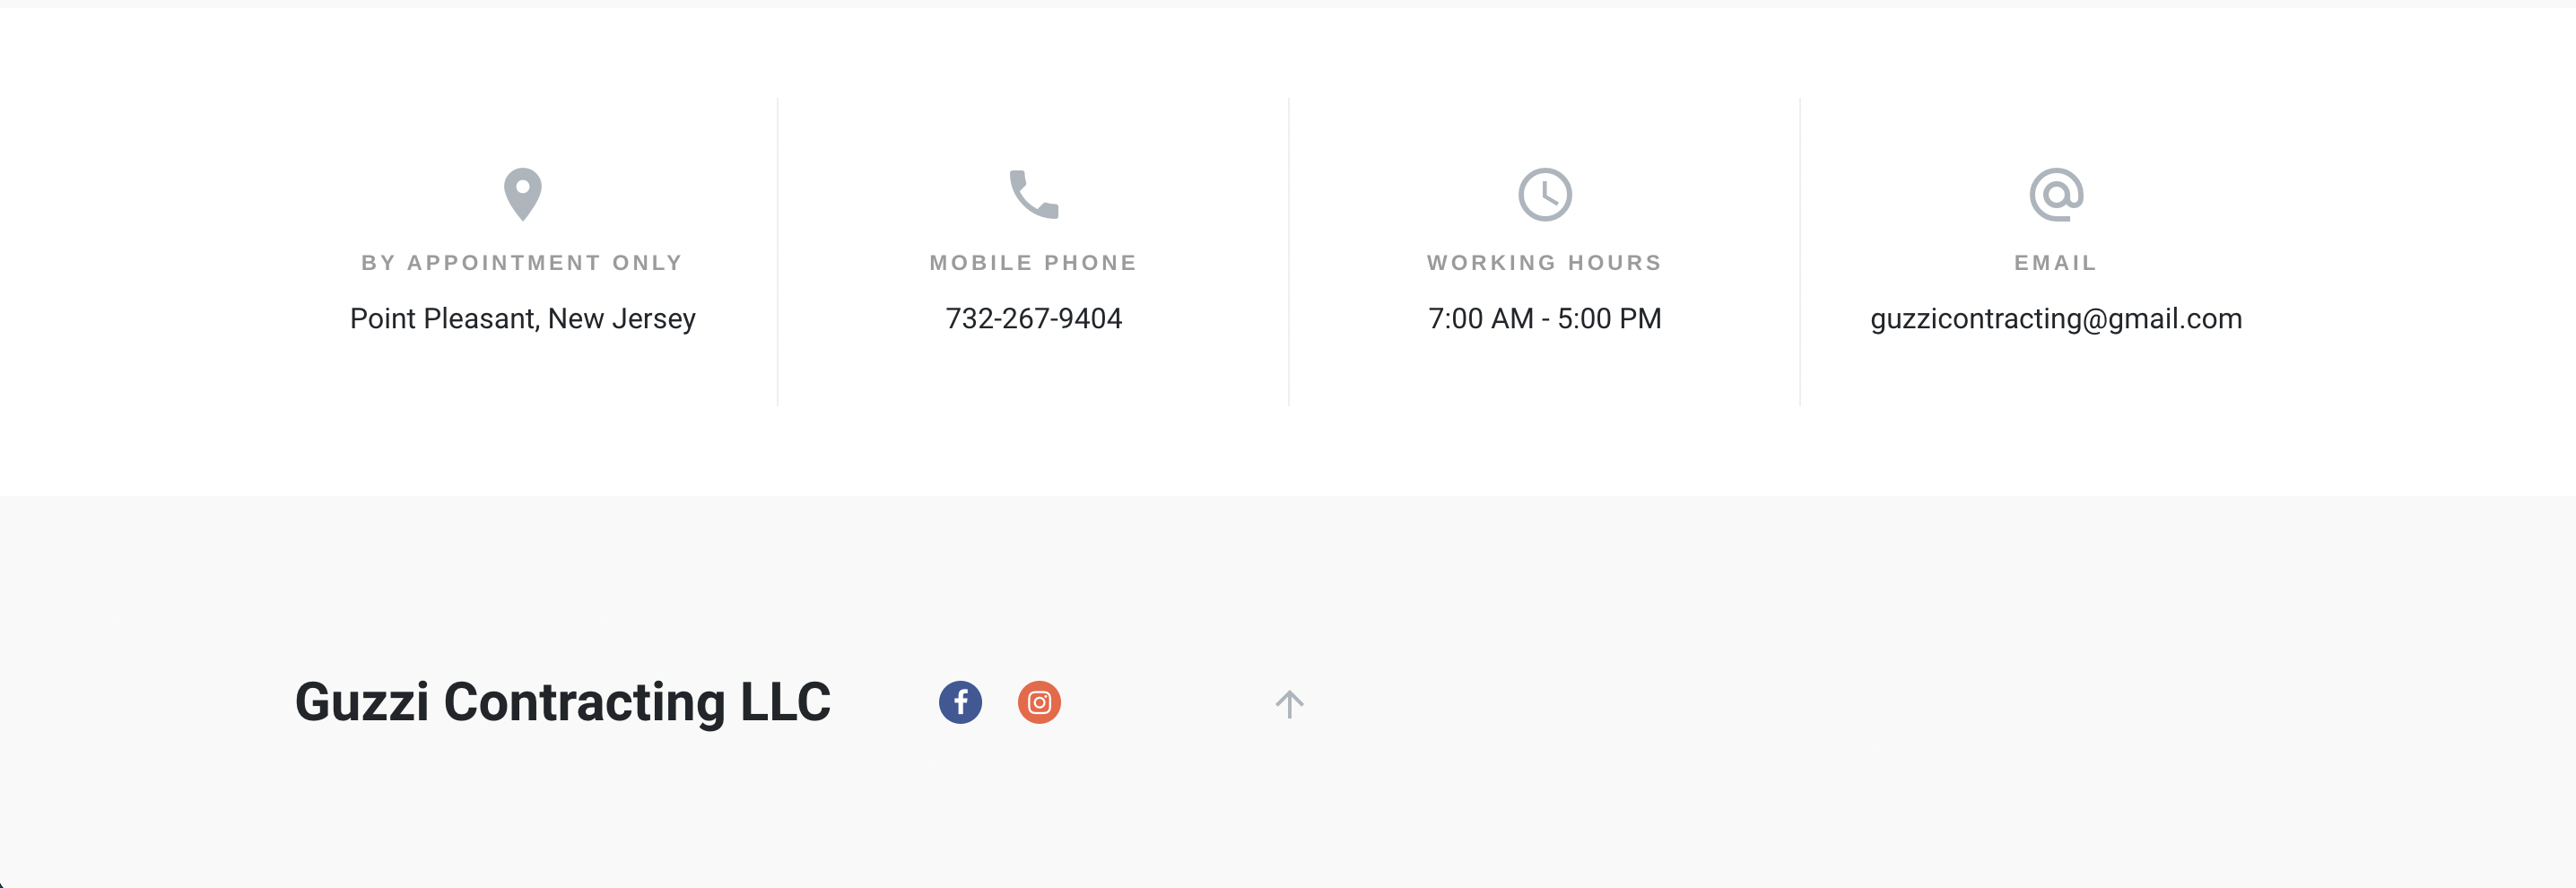 BY APPOINTMENT ONLY
Point Pleasant, New Jersey
MOBILE PHONE
732-267-9404
WORKING HOURS
7:00 AM - 5:00 PM
EMAIL
guzzicontracting@gmail.com
Guzzi Contracting LLC